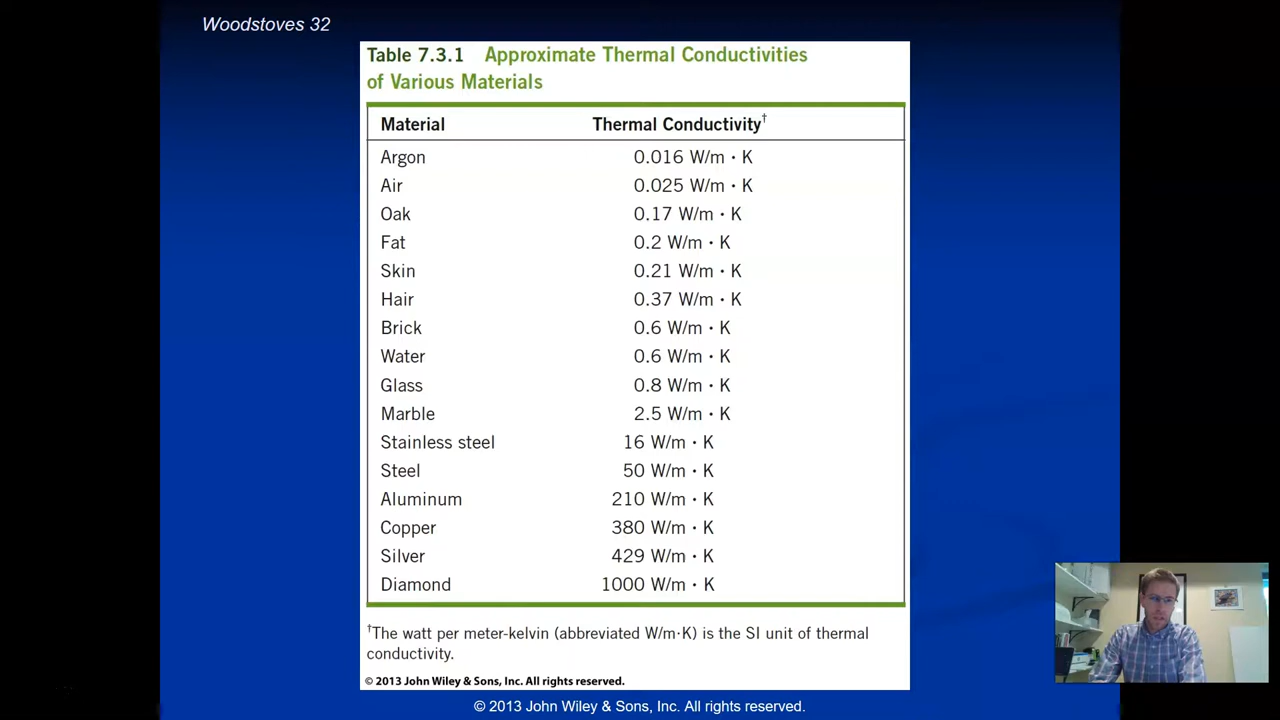 Woodstoves 32
Table 7.3.1 Approximate Thermal Conductivities
of Various Materials
Material Thermal Conductivity†
Argon 0.016 W/m · K
Air 0.025 W/m · K
Oak 0.17 W/m · K
Fat 0.2 W/m · K
Skin 0.21 W/m · K
Hair 0.37 W/m · K
Brick 0.6 W/m · K
Water 0.6 W/m · K
Glass 0.8 W/m · K
Marble 2.5 W/m · K
Stainless steel 16 W/m · K
Steel 50 W/m · K
Aluminum 210 W/m · K
Copper 380 W/m · K
Silver 429 W/m · K
Diamond 1000 W/m · K
†The watt per meter-kelvin (abbreviated W/m·K) is the SI unit of thermal
conductivity.
© 2013 John Wiley & Sons, Inc. All rights reserved.
© 2013 John Wiley & Sons, Inc. All rights reserved.